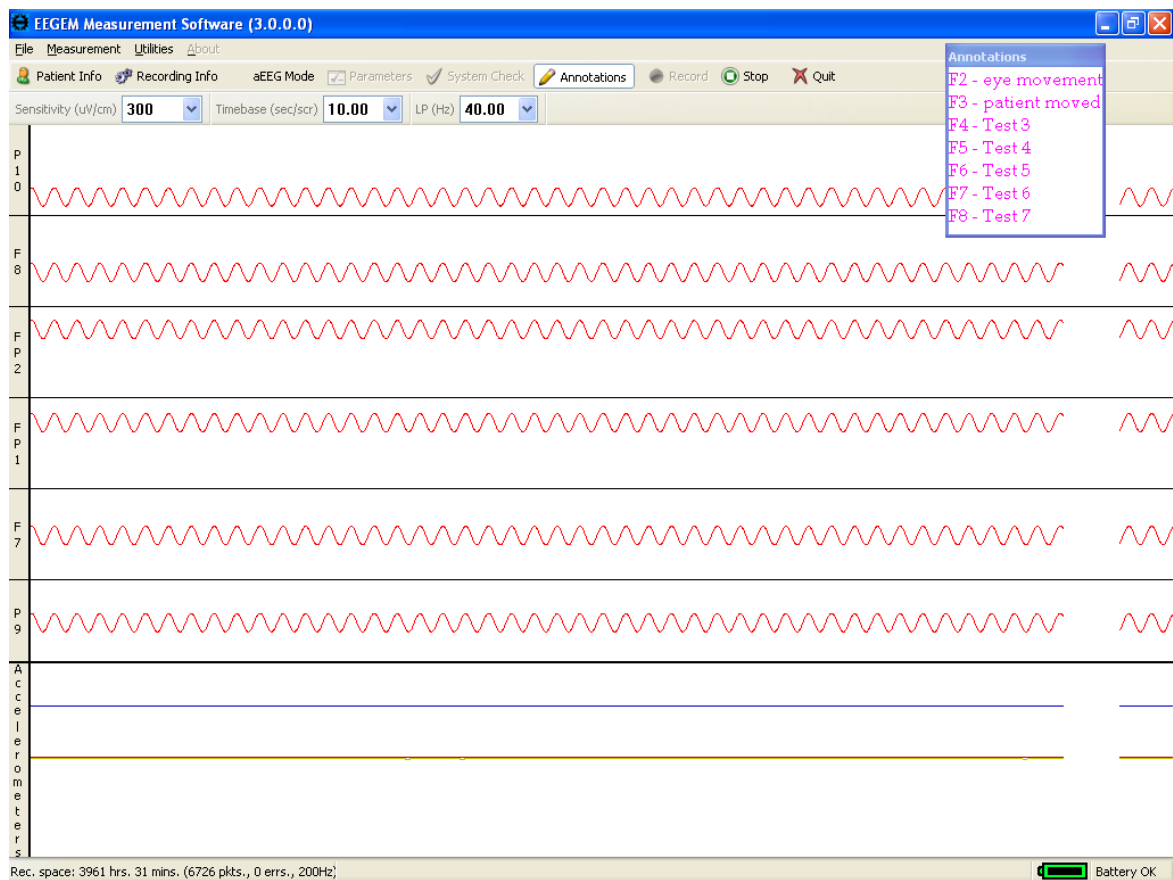 EEGEM Measurement Software (3.0.0.0)
File Measurement Utilities About
Patient Info Recording Info aEEG Mode Parameters System Check Annotations Record Stop Quit
Sensitivity (uV/cm) 300 Timebase (sec/scr) 10.00 LP (Hz) 40.00
Annotations
F2 - eye movement
F3 - patient moved
F4 - Test 3
F5 - Test 4
F6 - Test 5
F7 - Test 6
F8 - Test 7
P10
F8
FP2
FP1
F7
P9
Accelerometers
Rec. space: 3961 hrs. 31 mins. (6726 pkts., 0 errs., 200Hz) Battery OK